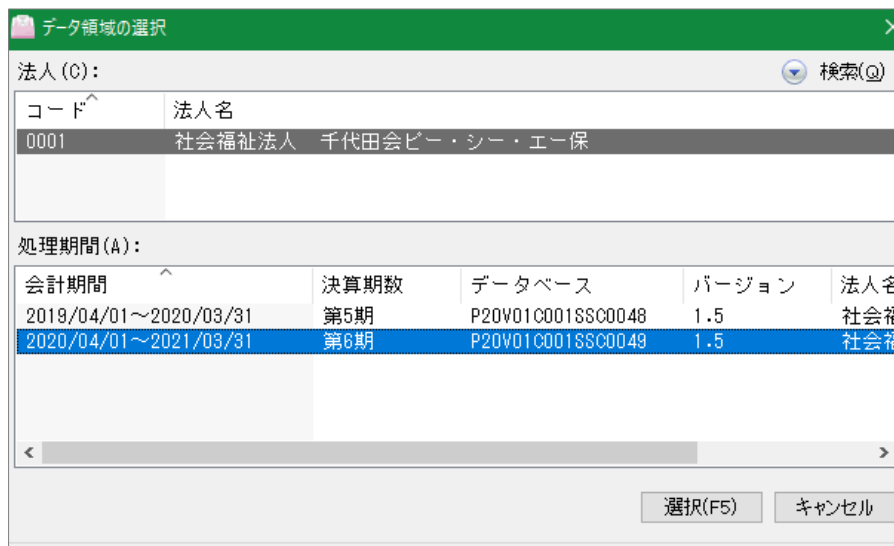 データ領域の選択
法人(C):
検索(Q)
コード 法人名
0001 社会福祉法人 千代田会ピー・シー・エー保
処理期間(A):
会計期間 決算期数 データベース バージョン 法人名
2019/04/01~2020/03/31 第5期 P20V01C001SSC0048 1.5 社会福
2020/04/01~2021/03/31 第6期 P20V01C001SSC0049 1.5 社会福
選択(F5) キャンセル